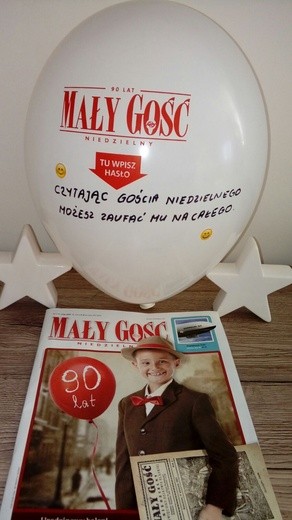 90 LAT
MAŁY GOŚĆ
NIEDZIELNY
TU WPISZ
HASŁO
CZYTAJĄC GOŚCIA NIEDZIELNEGO
MOŻESZ ZAUFAĆ MU NA CAŁEGO.
MAŁY GOŚĆ
NIEDZIELNY
90
lat
MAŁY GOŚĆ